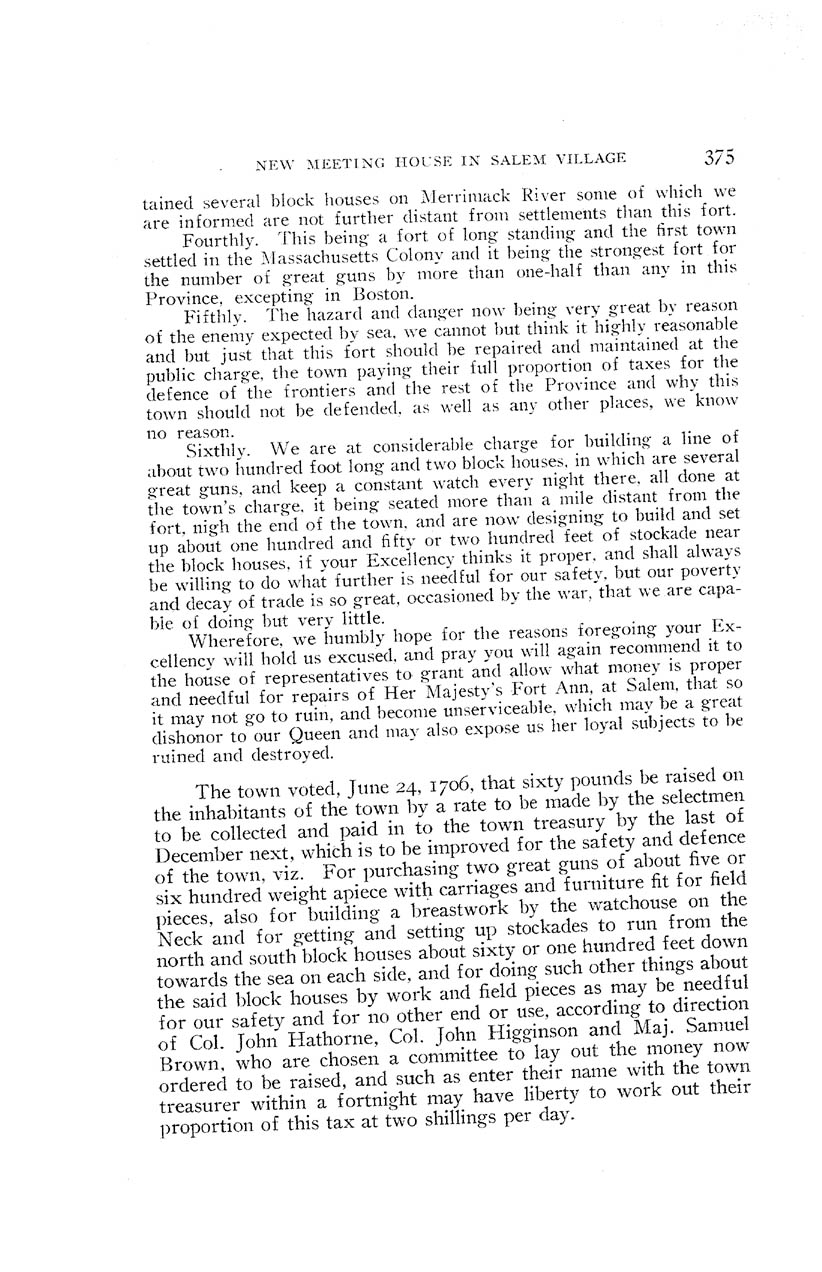 NEW MEETING HOUSE IN SALEM VILLAGE 375
tained several block houses on Merrimack River some of which we
are informed are not further distant from settlements than this fort.
Fourthly. This being a fort of long standing and the first town
settled in the Massachusetts Colony and it being the strongest fort for
the number of great guns by more than one-half than any in this
Province, excepting in Boston.
Fifthly. The hazard and danger now being very great by reason
of the enemy expected by sea, we cannot but think it highly reasonable
and but just that this fort should be repaired and maintained at the
public charge, the town paying their full proportion of taxes for the
defence of the frontiers and the rest of the Province and why this
town should not be defended, as well as any other places, we know
no reason.
Sixthly. We are at considerable charge for building a line of
about two hundred foot long and two block houses, in which are several
great guns, and keep a constant watch every night there, all done at
the town's charge, it being seated more than a mile distant from the
fort, nigh the end of the town, and are now designing to build and set
up about one hundred and fifty or two hundred feet of stockade near
the block houses, if your Excellency thinks it proper, and shall always
be willing to do what further is needful for our safety, but our poverty
and decay of trade is so great, occasioned by the war, that we are capa-
ble of doing but very little.
Wherefore, we humbly hope for the reasons foregoing your Ex-
cellency will hold us excused, and pray you will again recommend it to
the house of representatives to grant and allow what money is proper
and needful for repairs of Her Majesty's Fort Ann, at Salem, that so
it may not go to ruin, and become unserviceable, which may be a great
dishonor to our Queen and may also expose us her loyal subjects to be
ruined and destroyed.
The town voted, June 24, 1706, that sixty pounds be raised on
the inhabitants of the town by a rate to be made by the selectmen
to be collected and paid in to the town treasury by the last of
December next, which is to be improved for the safety and defence
of the town, viz. For purchasing two great guns of about five or
six hundred weight apiece with carriages and furniture fit for field
pieces, also for building a breastwork by the watchouse on the
Neck and for getting and setting up stockades to run from the
north and south block houses about sixty or one hundred feet down
towards the sea on each side, and for doing such other things about
the said block houses by work and field pieces as may be needful
for our safety and for no other end or use, according to direction
of Col. John Hathorne, Col. John Higginson and Maj. Samuel
Brown, who are chosen a committee to lay out the money now
ordered to be raised, and such as enter their name with the town
treasurer within a fortnight may have liberty to work out their
proportion of this tax at two shillings per day.